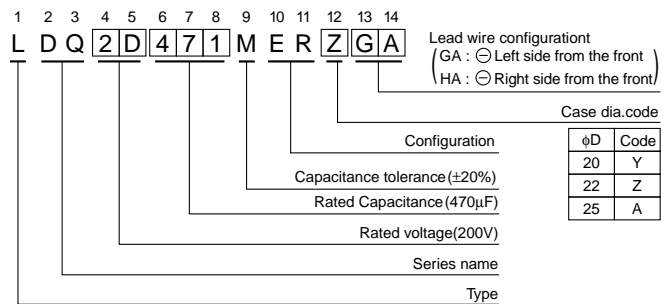 1 2 3 4 5 6 7 8 9 10 11 12 13 14
L D Q 2 D 4 7 1 M E R Z G A
Lead wire configurationt
(GA : ⊖ Left side from the front
HA : ⊖ Right side from the front)
Case dia.code
Configuration
φD Code
20 Y
22 Z
25 A
Capacitance tolerance (±20%)
Rated Capacitance (470µF)
Rated voltage(200V)
Series name
Type